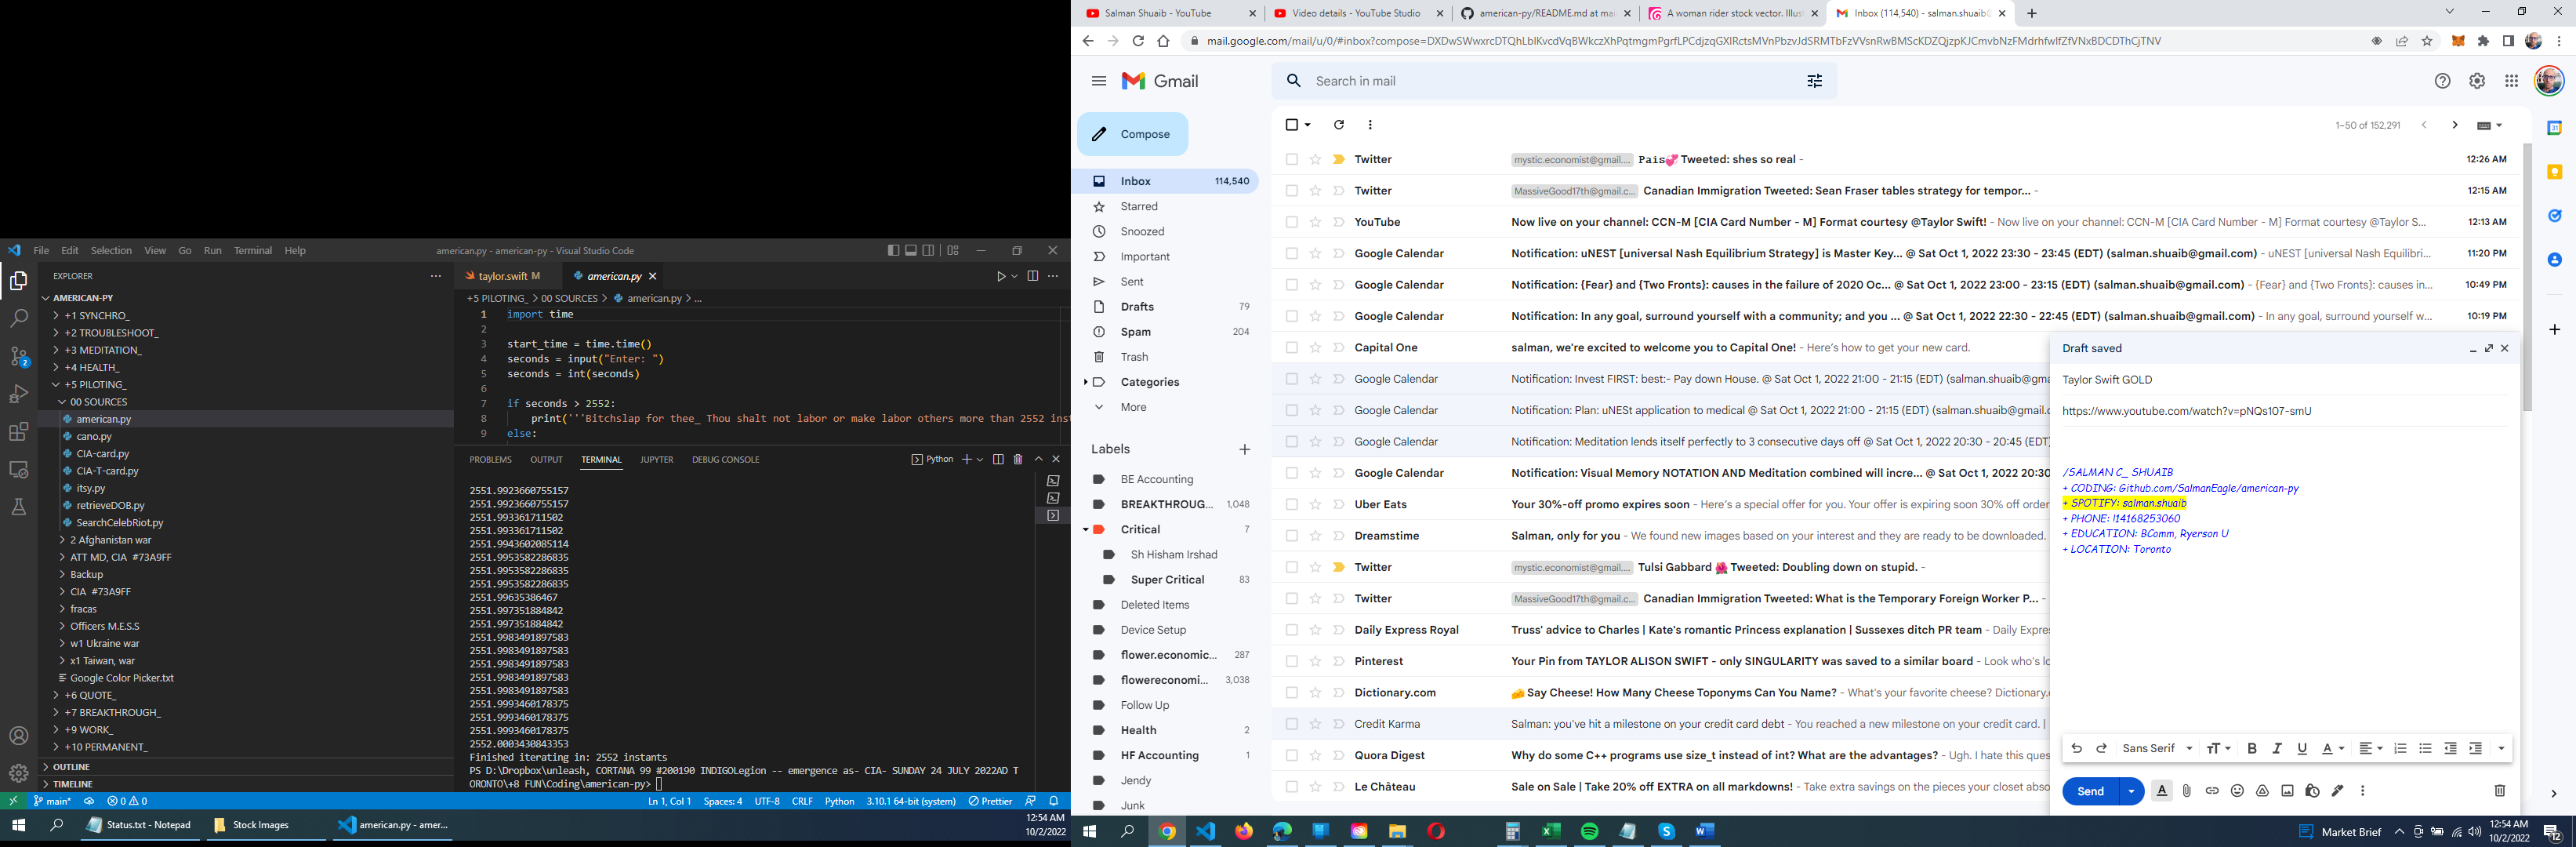 File Edit Selection View Go Run Terminal Help american.py - american-py - Visual Studio Code
EXPLORER
AMERICAN-PY
+1 SYNCHRO_
+2 TROUBLESHOOT_
+3 MEDITATION_
+4 HEALTH_
+5 PILOTING_
00 SOURCES
american.py
cano.py
CIA-card.py
CIA-T-card.py
itsy.py
retrieveDOB.py
SearchCelebRiot.py
2 Afghanistan war
ATT MD, CIA #73A9FF
Backup
CIA #73A9FF
fracas
Officers M.E.S.S
w1 Ukraine war
x1 Taiwan, war
Google Color Picker.txt
+6 QUOTE_
+7 BREAKTHROUGH_
+9 WORK_
+10 PERMANENT_
OUTLINE
TIMELINE
taylor.swift M american.py
+5 PILOTING_ > 00 SOURCES > american.py > ...
1 import time
2
3 start_time = time.time()
4 seconds = input("Enter: ")
5 seconds = int(seconds)
6
7 if seconds > 2552:
8 print('''Bitchslap for thee_ Thou shalt not labor or make labor others more than 2552 inst
9 else:
PROBLEMS OUTPUT TERMINAL JUPYTER DEBUG CONSOLE Python
2551.9923660755157
2551.9923660755157
2551.993361711502
2551.993361711502
2551.9943602085114
2551.9953582286835
2551.9953582286835
2551.9953582286835
2551.99635386467
2551.997351884842
2551.997351884842
2551.9983491897583
2551.9983491897583
2551.9983491897583
2551.9983491897583
2551.9983491897583
2551.9993460178375
2551.9993460178375
2551.9993460178375
2552.0003430843353
Finished iterating in: 2552 instants
PS D:\Dropbox\unleash, CORTANA 99 #200190 INDIGOLegion -- emergence as- CIA- SUNDAY 24 JULY 2022AD T
ORONTO\+8 FUN\Coding\american-py>
main* 0 0 Ln 1, Col 1 Spaces: 4 UTF-8 CRLF Python 3.10.1 64-bit (system) Prettier
Status.txt - Notepad Stock Images american.py - amer... 12:54 AM
10/2/2022
Salman Shuaib - YouTube Video details - YouTube Studio american-py/README.md at mai A woman rider stock vector. Illust Inbox (114,540) - salman.shuaib@
Gmail
Search in mail
Compose
Inbox 114,540
Starred
Snoozed
Important
Sent
Drafts 79
Spam 204
Trash
Categories
More
Labels
BE Accounting
BREAKTHROUG... 1,048
Critical 7
Sh Hisham Irshad
Super Critical 83
Deleted Items
Device Setup
flower.economic... 287
flowereconomi... 3,038
Follow Up
Health 2
HF Accounting 1
Jendy
Junk
1–50 of 152,291
Twitter mystic.economist@gmail.... Pais💞 Tweeted: shes so real - 12:26 AM
Twitter MassiveGood17th@gmail.c... Canadian Immigration Tweeted: Sean Fraser tables strategy for tempor... - 12:15 AM
YouTube Now live on your channel: CCN-M [CIA Card Number - M] Format courtesy @Taylor Swift! - Now live on your channel: CCN-M [CIA Card Number - M] Format courtesy @Taylor S... 12:13 AM
Google Calendar Notification: uNEST [universal Nash Equilibrium Strategy] is Master Key... @ Sat Oct 1, 2022 23:30 - 23:45 (EDT) (salman.shuaib@gmail.com) - uNEST [universal Nash Equilibri... 11:20 PM
Google Calendar Notification: {Fear} and {Two Fronts}: causes in the failure of 2020 Oc... @ Sat Oct 1, 2022 23:00 - 23:15 (EDT) (salman.shuaib@gmail.com) - {Fear} and {Two Fronts}: causes in... 10:49 PM
Google Calendar Notification: In any goal, surround yourself with a community; and you ... @ Sat Oct 1, 2022 22:30 - 22:45 (EDT) (salman.shuaib@gmail.com) - In any goal, surround yourself w... 10:19 PM
Capital One salman, we're excited to welcome you to Capital One! - Here's how to get your new card.
Google Calendar Notification: Invest FIRST: best:- Pay down House. @ Sat Oct 1, 2022 21:00 - 21:15 (EDT) (salman.shuaib@gma
Google Calendar Notification: Plan: uNESt application to medical @ Sat Oct 1, 2022 21:00 - 21:15 (EDT) (salman.shuaib@gmail.c
Google Calendar Notification: Meditation lends itself perfectly to 3 consecutive days off @ Sat Oct 1, 2022 20:30 - 20:45 (EDT)
Google Calendar Notification: Visual Memory NOTATION AND Meditation combined will incre... @ Sat Oct 1, 2022 20:30
Uber Eats Your 30%-off promo expires soon - Here's a special offer for you. Your offer is expiring soon 30% off order
Dreamstime Salman, only for you - We found new images based on your interest and they are ready to be downloaded.
Twitter mystic.economist@gmail.... Tulsi Gabbard 🌺 Tweeted: Doubling down on stupid. -
Twitter MassiveGood17th@gmail.c... Canadian Immigration Tweeted: What is the Temporary Foreign Worker P... -
Daily Express Royal Truss' advice to Charles | Kate's romantic Princess explanation | Sussexes ditch PR team - Daily Expres
Pinterest Your Pin from TAYLOR ALISON SWIFT - only SINGULARITY was saved to a similar board - Look who's lo
Dictionary.com 🧀 Say Cheese! How Many Cheese Toponyms Can You Name? - What's your favorite cheese? Dictionary.
Credit Karma Salman: you've hit a milestone on your credit card debt - You reached a new milestone on your credit card. |
Quora Digest Why do some C++ programs use size_t instead of int? What are the advantages? - Ugh. I hate this ques
Le Château Sale on Sale | Take 20% off EXTRA on all markdowns! - Take extra savings on the pieces your closet abso
Draft saved
Taylor Swift GOLD
https://www.youtube.com/watch?v=pNQs107-smU
/SALMAN C_ SHUAIB
+ CODING: Github.com/SalmanEagle/american-py
+ SPOTIFY: salman.shuaib
+ PHONE: 114168253060
+ EDUCATION: BComm, Ryerson U
+ LOCATION: Toronto
Sans Serif
Send
Market Brief 12:54 AM
10/2/2022